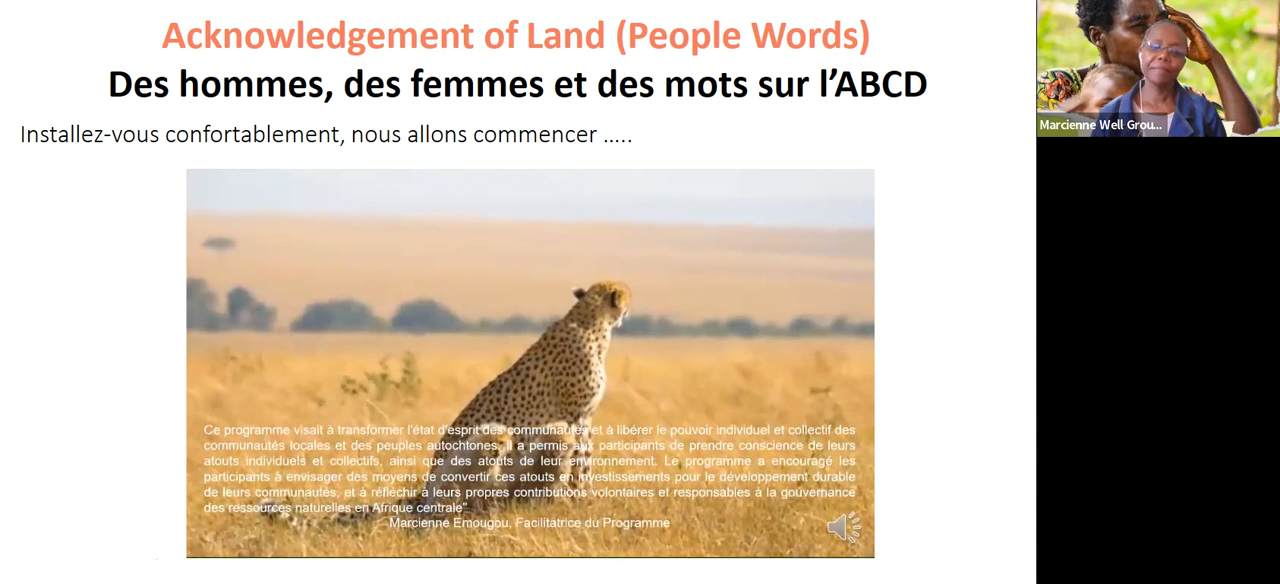 Acknowledgement of Land (People Words)
Des hommes, des femmes et des mots sur l’ABCD
Installez-vous confortablement, nous allons commencer .....
Marcienne Well Grou...
Ce programme visait à transformer l'état d'esprit des communautés et à libérer le pouvoir individuel et collectif des
communautés locales et des peuples autochtones. Il a permis aux participants de prendre conscience de leurs
atouts individuels et collectifs, ainsi que des atouts de leur environnement. Le programme a encouragé les
participants à envisager des moyens de convertir ces atouts en investissements pour le développement durable
de leurs communautés, et à réfléchir à leurs propres contributions volontaires et responsables à la gouvernance
des ressources naturelles en Afrique centrale"
Marcienne Emougou, Facilitatrice du Programme